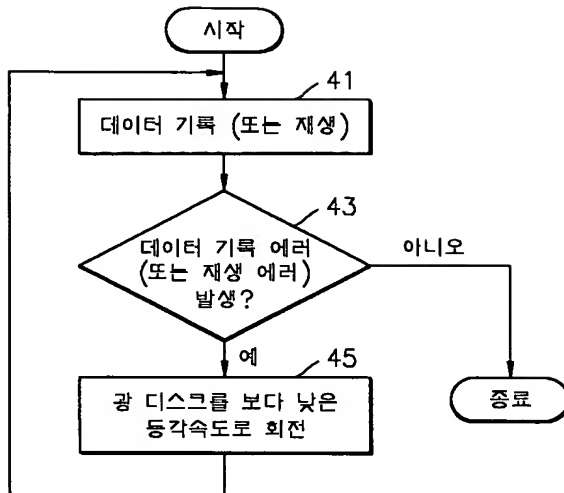 시작
41
데이터 기록 (또는 재생)
43
데이터 기록 에러
(또는 재생 에러)
발생?
아니오
예
45
광 디스크를 보다 낮은
등각속도로 회전
종료